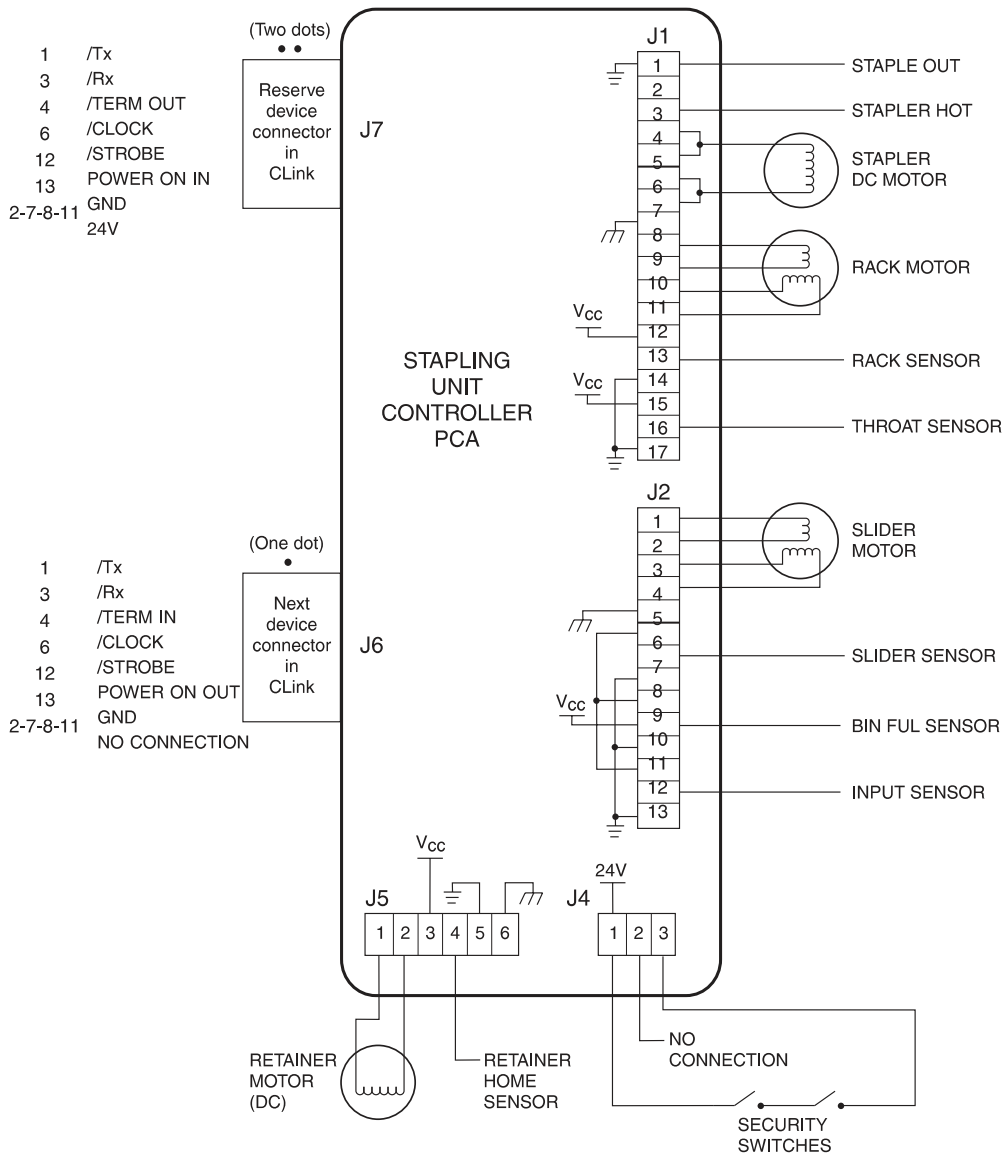 (Two dots)
1 /Tx
3 /Rx
4 /TERM OUT
6 /CLOCK
12 /STROBE
13 POWER ON IN
2-7-8-11 GND
24V
Reserve
device
connector
in
CLink
J7
J1
1
2
3
4
5
6
7
8
9
10
11
12
13
14
15
16
17
STAPLE OUT
STAPLER HOT
STAPLER
DC MOTOR
RACK MOTOR
VCC
RACK SENSOR
VCC
THROAT SENSOR
STAPLING
UNIT
CONTROLLER
PCA
(One dot)
1 /Tx
3 /Rx
4 /TERM IN
6 /CLOCK
12 /STROBE
13 POWER ON OUT
2-7-8-11 GND
NO CONNECTION
Next
device
connector
in
CLink
J6
J2
1
2
3
4
5
6
7
8
9
10
11
12
13
SLIDER
MOTOR
SLIDER SENSOR
VCC
BIN FUL SENSOR
INPUT SENSOR
VCC
J5
1 2 3 4 5 6
24V
J4
1 2 3
RETAINER
MOTOR
(DC)
RETAINER
HOME
SENSOR
NO
CONNECTION
SECURITY
SWITCHES